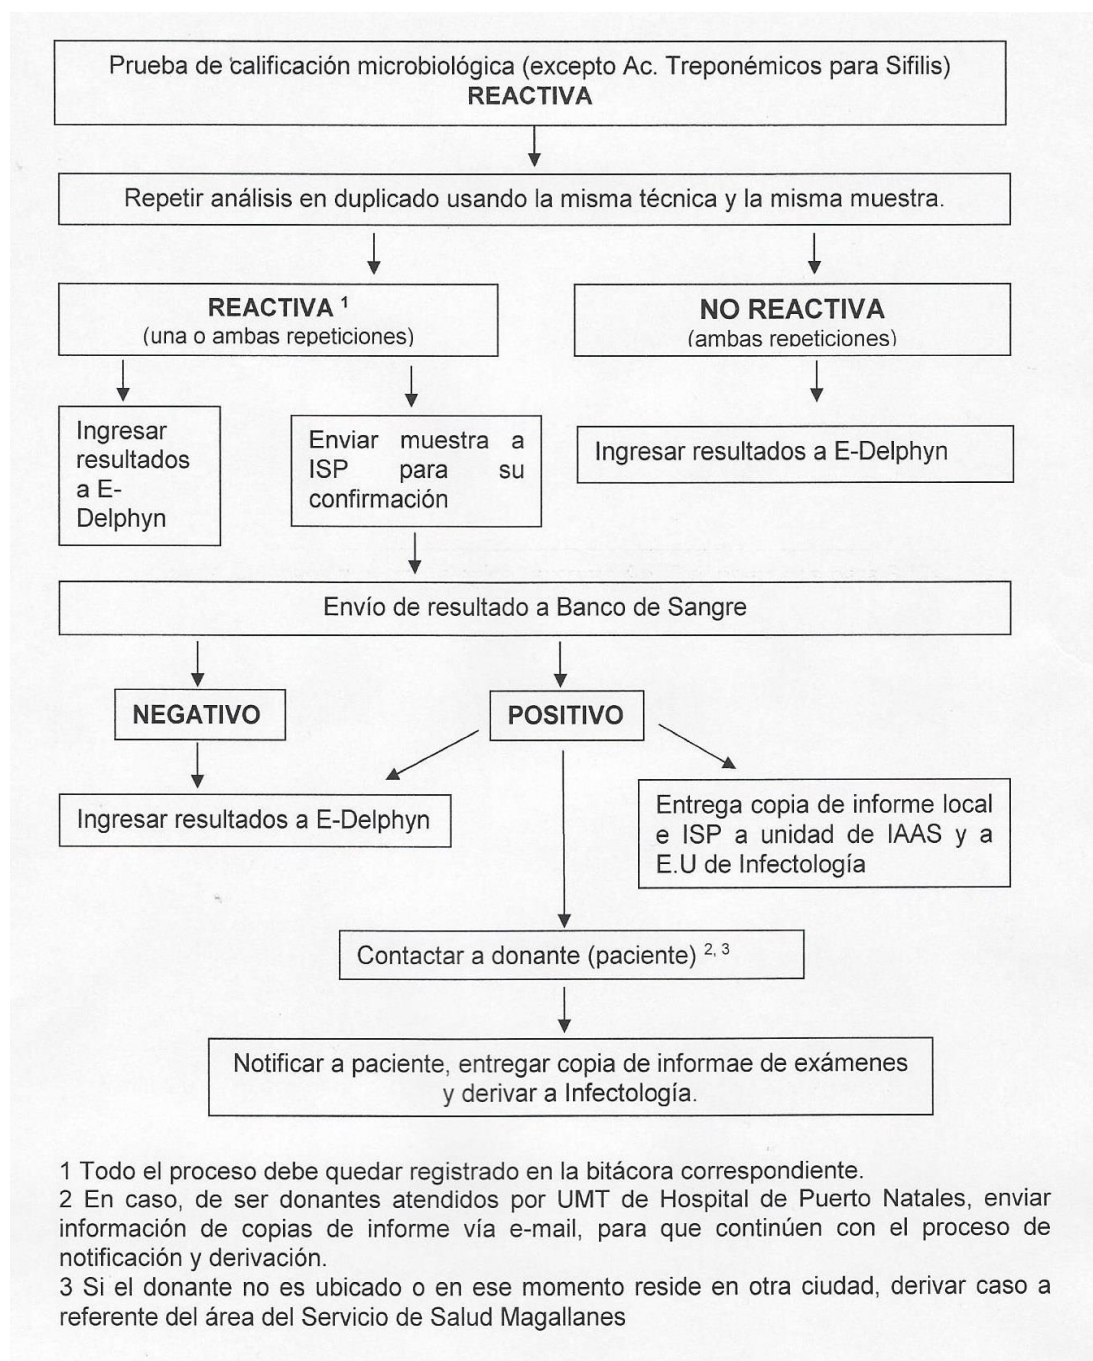 Prueba de calificación microbiológica (excepto Ac. Treponémicos para Sifilis)
REACTIVA
Repetir análisis en duplicado usando la misma técnica y la misma muestra.
REACTIVA ¹
(una o ambas repeticiones)
NO REACTIVA
(ambas repeticiones)
Ingresar
resultados
a E-
Delphyn
Enviar muestra a
ISP para su
confirmación
Ingresar resultados a E-Delphyn
Envío de resultado a Banco de Sangre
NEGATIVO
POSITIVO
Ingresar resultados a E-Delphyn
Entrega copia de informe local
e ISP a unidad de IAAS y a
E.U de Infectología
Contactar a donante (paciente) ²˒ ³
Notificar a paciente, entregar copia de informae de exámenes
y derivar a Infectología.
1 Todo el proceso debe quedar registrado en la bitácora correspondiente.
2 En caso, de ser donantes atendidos por UMT de Hospital de Puerto Natales, enviar
información de copias de informe vía e-mail, para que continúen con el proceso de
notificación y derivación.
3 Si el donante no es ubicado o en ese momento reside en otra ciudad, derivar caso a
referente del área del Servicio de Salud Magallanes